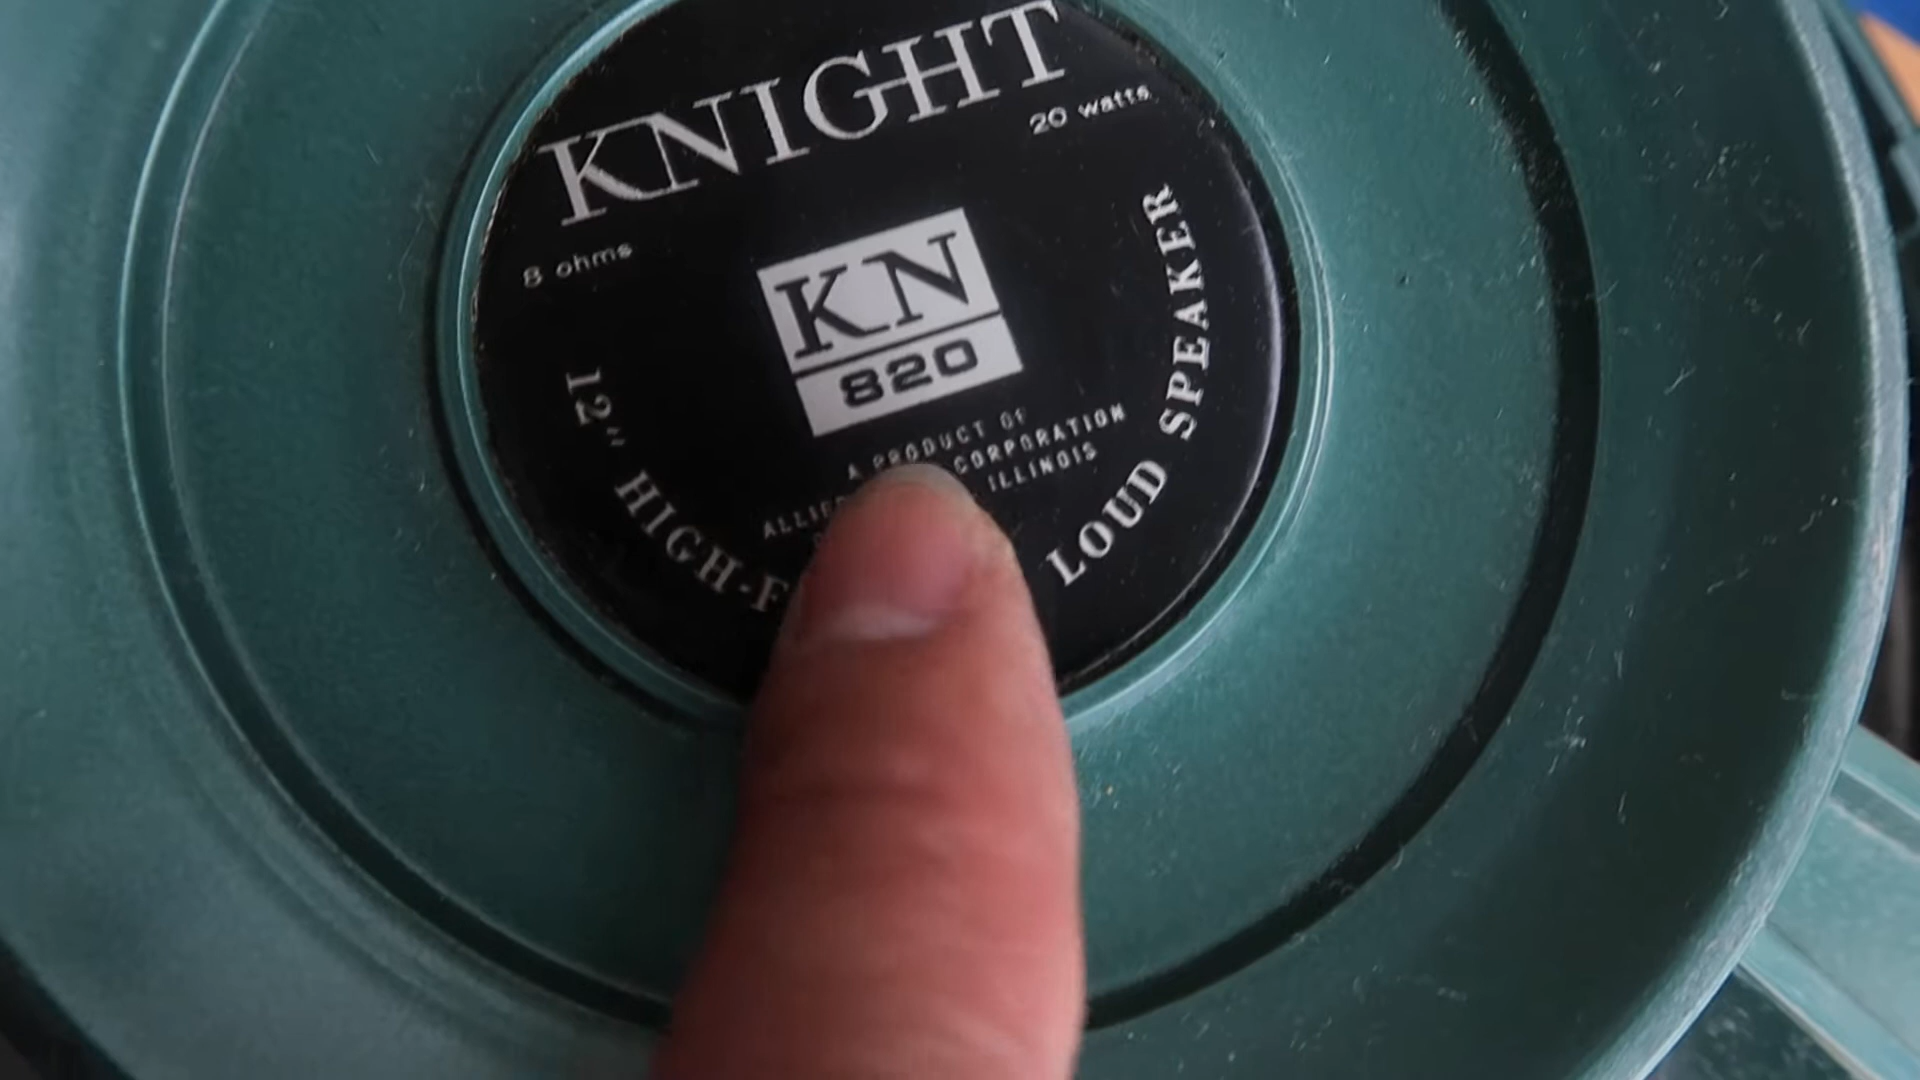 KNIGHT
20 watts
8 ohms
KN
820
A PRODUCT OF
CORPORATION
ILLINOIS
12" HIGH-F
LOUD SPEAKER